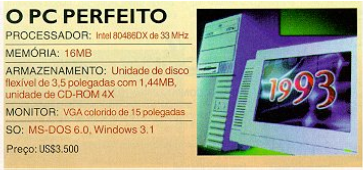 O PC PERFEITO
PROCESSADOR: Intel 80486DX de 33 MHz
MEMÓRIA: 16MB
ARMAZENAMENTO: Unidade de disco
flexível de 3,5 polegadas com 1,44MB,
unidade de CD-ROM 4X
MONITOR: VGA colorido de 15 polegadas
SO: MS-DOS 6.0, Windows 3.1
Preço: US$3.500
1993